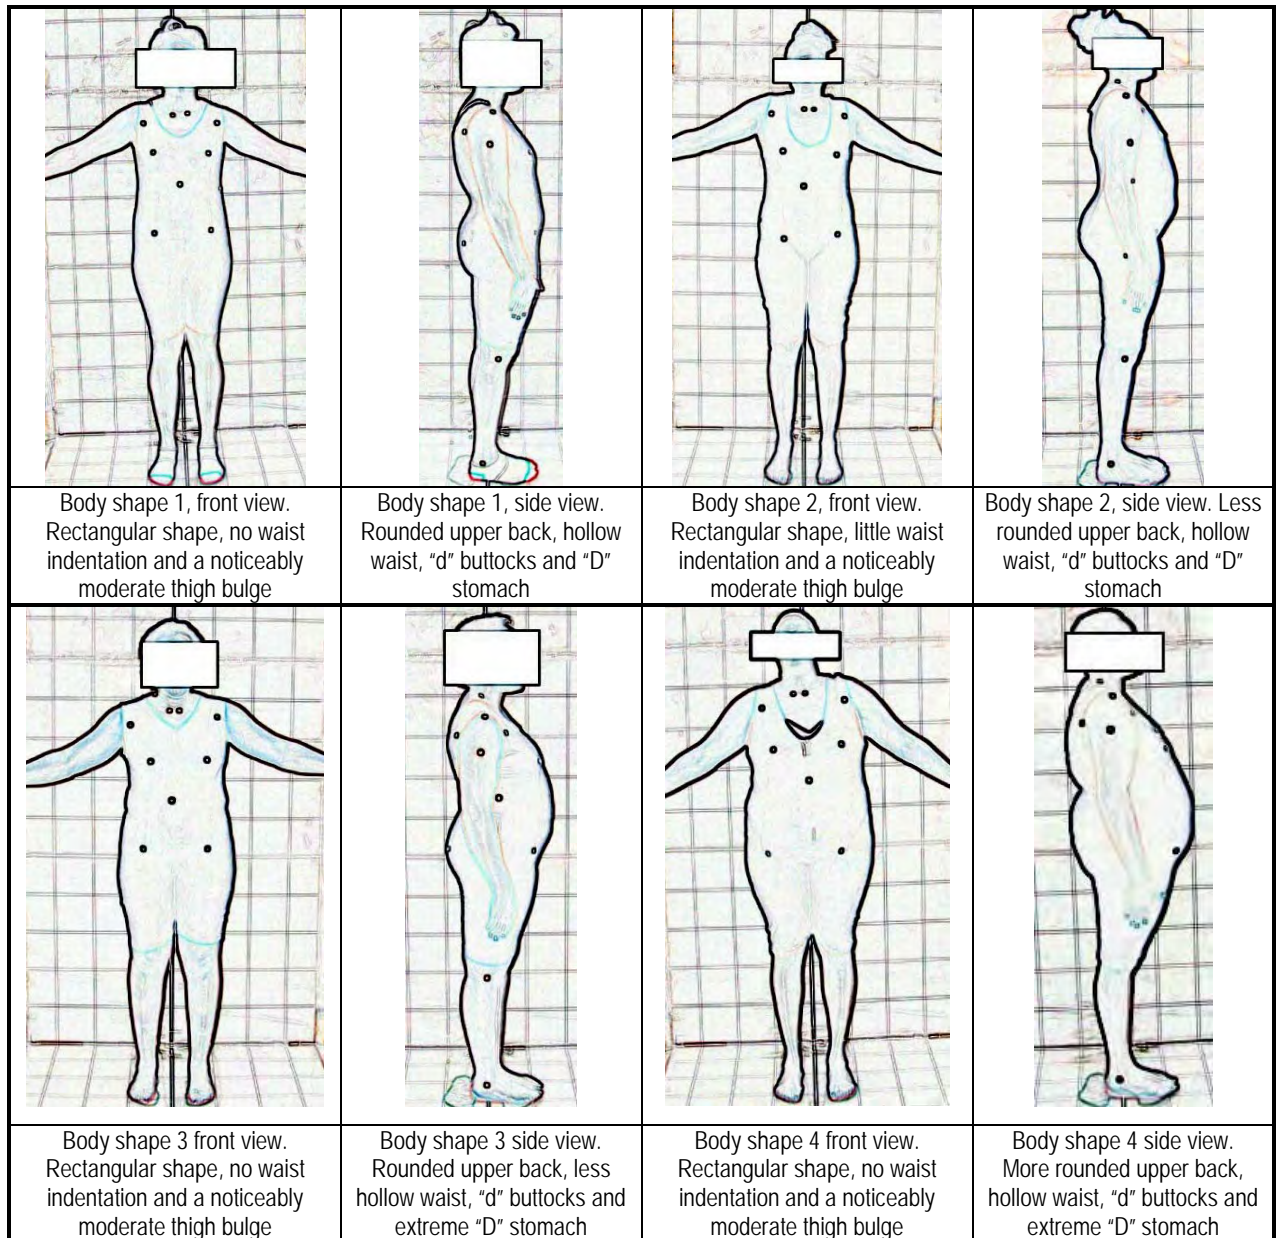 Body shape 1, front view.
Rectangular shape, no waist
indentation and a noticeably
moderate thigh bulge
Body shape 1, side view.
Rounded upper back, hollow
waist, “d” buttocks and “D”
stomach
Body shape 2, front view.
Rectangular shape, little waist
indentation and a noticeably
moderate thigh bulge
Body shape 2, side view. Less
rounded upper back, hollow
waist, “d” buttocks and “D”
stomach
Body shape 3 front view.
Rectangular shape, no waist
indentation and a noticeably
moderate thigh bulge
Body shape 3 side view.
Rounded upper back, less
hollow waist, “d” buttocks and
extreme “D” stomach
Body shape 4 front view.
Rectangular shape, no waist
indentation and a noticeably
moderate thigh bulge
Body shape 4 side view.
More rounded upper back,
hollow waist, “d” buttocks and
extreme “D” stomach